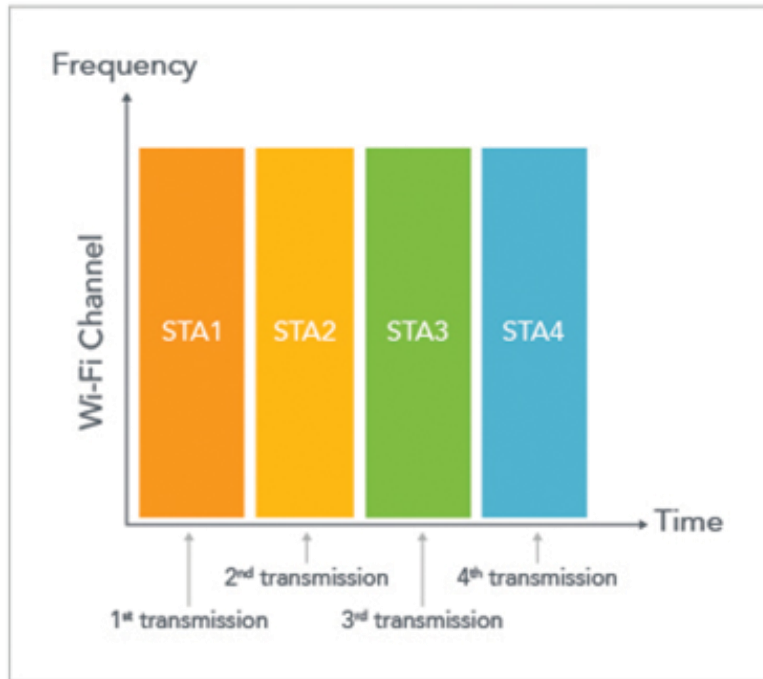 Frequency
Wi-Fi Channel
STA1 STA2 STA3 STA4
Time
2nd transmission 4th transmission
1st transmission 3rd transmission